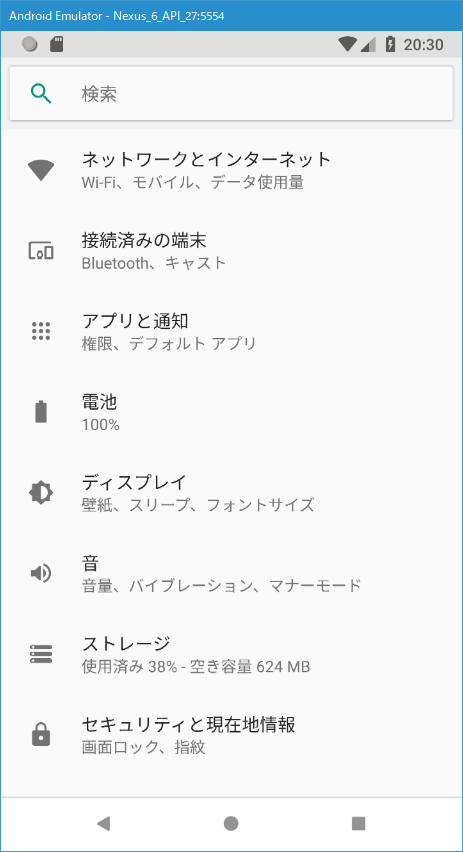 Android Emulator - Nexus_6_API_27:5554
20:30
検索
ネットワークとインターネット
Wi-Fi、モバイル、データ使用量
接続済みの端末
Bluetooth、キャスト
アプリと通知
権限、デフォルト アプリ
電池
100%
ディスプレイ
壁紙、スリープ、フォントサイズ
音
音量、バイブレーション、マナーモード
ストレージ
使用済み 38% - 空き容量 624 MB
セキュリティと現在地情報
画面ロック、指紋